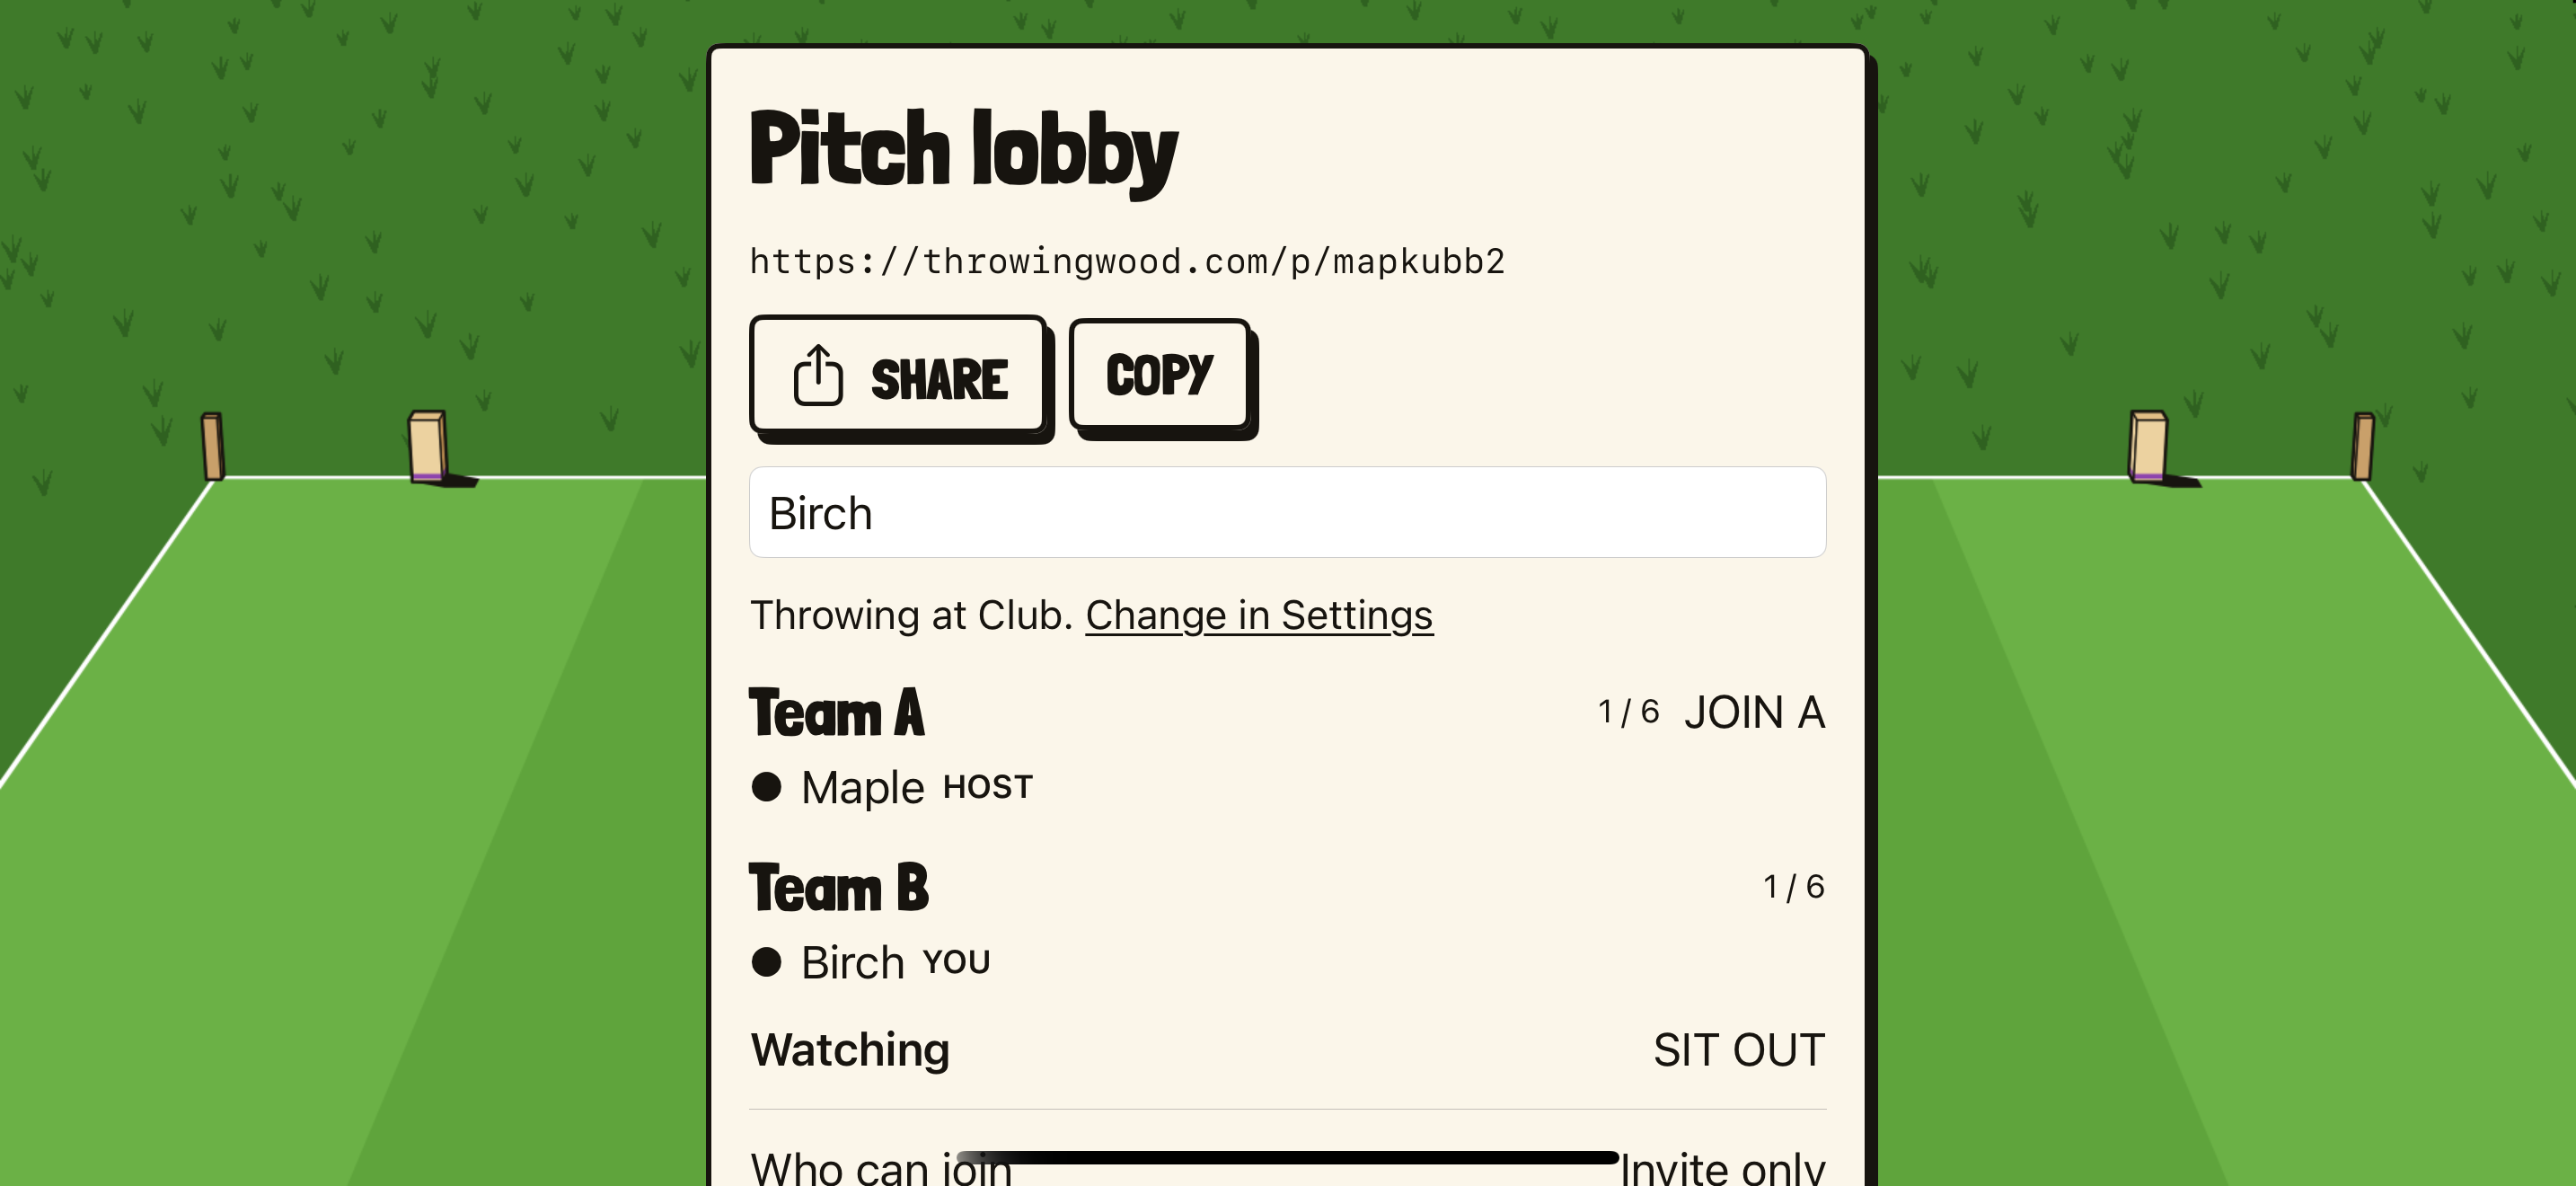 Pitch lobby
https://throwingwood.com/p/mapkubb2
SHARE COPY
Birch
Throwing at Club. Change in Settings
Team A 1 / 6 JOIN A
Maple HOST
Team B 1 / 6
Birch YOU
Watching SIT OUT
Who can join Invite only